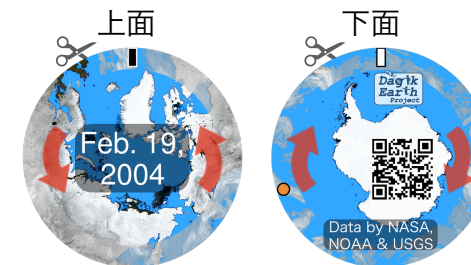 上面
下面
Feb. 19,
2004
Dagik
Earth
Project
Data by NASA,
NOAA & USGS